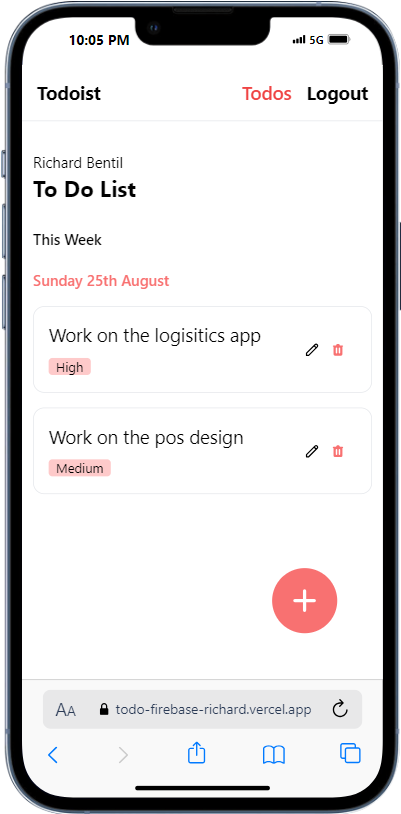 10:05 PM 5G
Todoist Todos Logout
Richard Bentil
To Do List
This Week
Sunday 25th August
Work on the logisitics app
High
Work on the pos design
Medium
AA todo-firebase-richard.vercel.app